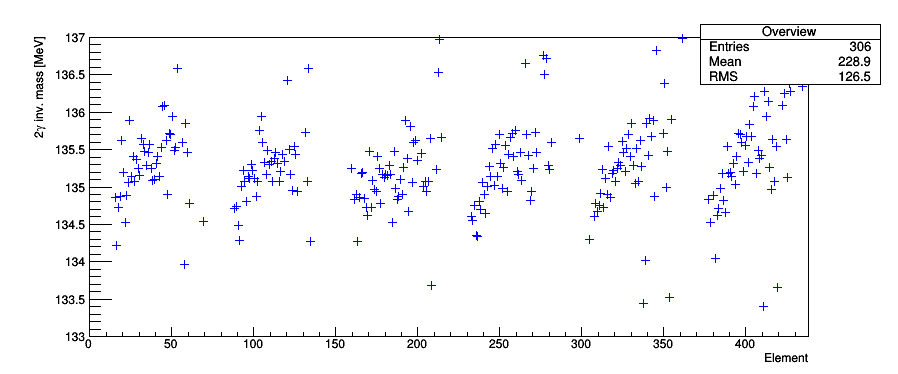 137
136.5
136
135.5
135
134.5
134
133.5
133
2γ inv. mass [MeV]
Overview
Entries 306
Mean 228.9
RMS 126.5
0 50 100 150 200 250 300 350 400
Element